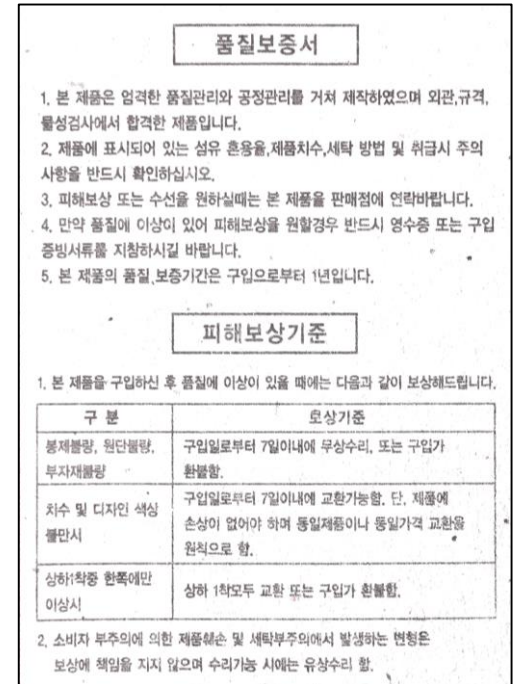 품질보증서
1. 본 제품은 엄격한 품질관리와 공정관리를 거쳐 제작하였으며 외관,규격,
물성검사에서 합격한 제품입니다.
2. 제품에 표시되어 있는 섬유 혼용율,제품치수,세탁 방법 및 취급시 주의
사항을 반드시 확인하십시오.
3. 피해보상 또는 수선을 원하실때는 본 제품을 판매점에 연락바랍니다.
4. 만약 품질에 이상이 있어 피해보상을 원할경우 반드시 영수증 또는 구입
증빙서류를 지참하시길 바랍니다.
5. 본 제품의 품질,보증기간은 구입으로부터 1년입니다.
피해보상기준
1. 본 제품을 구입하신 후 품질에 이상이 있을 때에는 다음과 같이 보상해드립니다.
구 분 보상기준
봉제불량, 원단불량, 구입일로부터 7일이내에 무상수리, 또는 구입가
부자재불량 환불함.
치수 및 디자인 색상 구입일로부터 7일이내에 교환가능함. 단, 제품에
불만시 손상이 없어야 하며 동일제품이나 동일가격 교환을
원칙으로 함.
상하1착중 한쪽에만 상하 1착모두 교환 또는 구입가 환불함.
이상시
2. 소비자 부주의에 의한 제품훼손 및 세탁부주의에서 발생하는 변형은
보상에 책임을 지지 않으며 수리가능 시에는 유상수리 함.